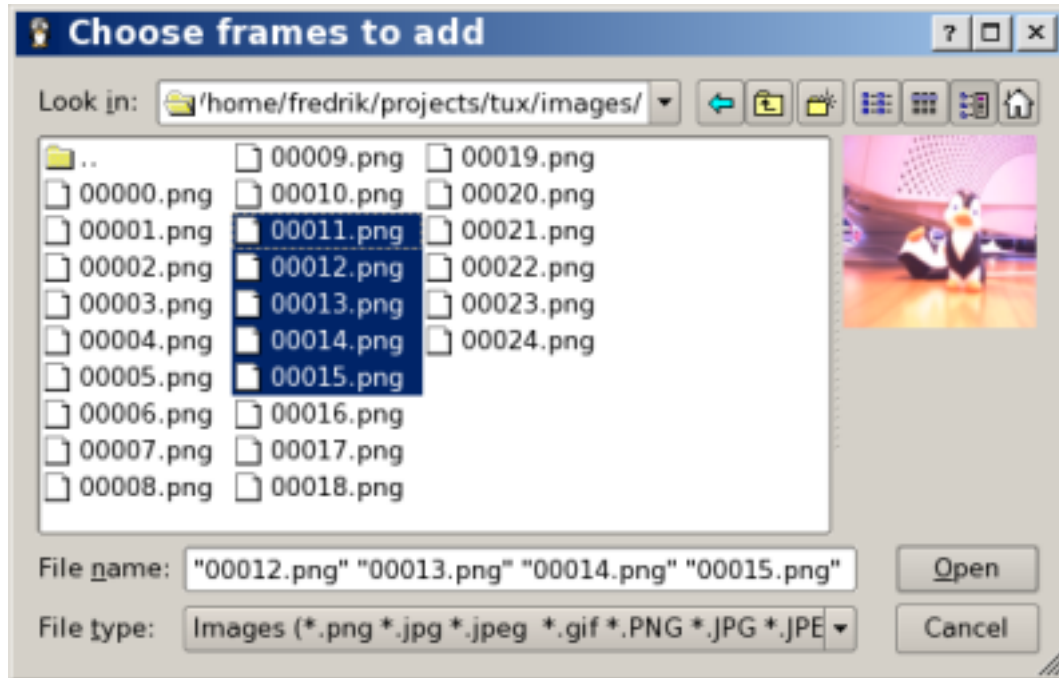 Choose frames to add
Look in: /home/fredrik/projects/tux/images/
..
00000.png
00001.png
00002.png
00003.png
00004.png
00005.png
00006.png
00007.png
00008.png
00009.png
00010.png
00011.png
00012.png
00013.png
00014.png
00015.png
00016.png
00017.png
00018.png
00019.png
00020.png
00021.png
00022.png
00023.png
00024.png
File name: "00012.png" "00013.png" "00014.png" "00015.png"
Open
File type: Images (*.png *.jpg *.jpeg *.gif *.PNG *.JPG *.JPE
Cancel